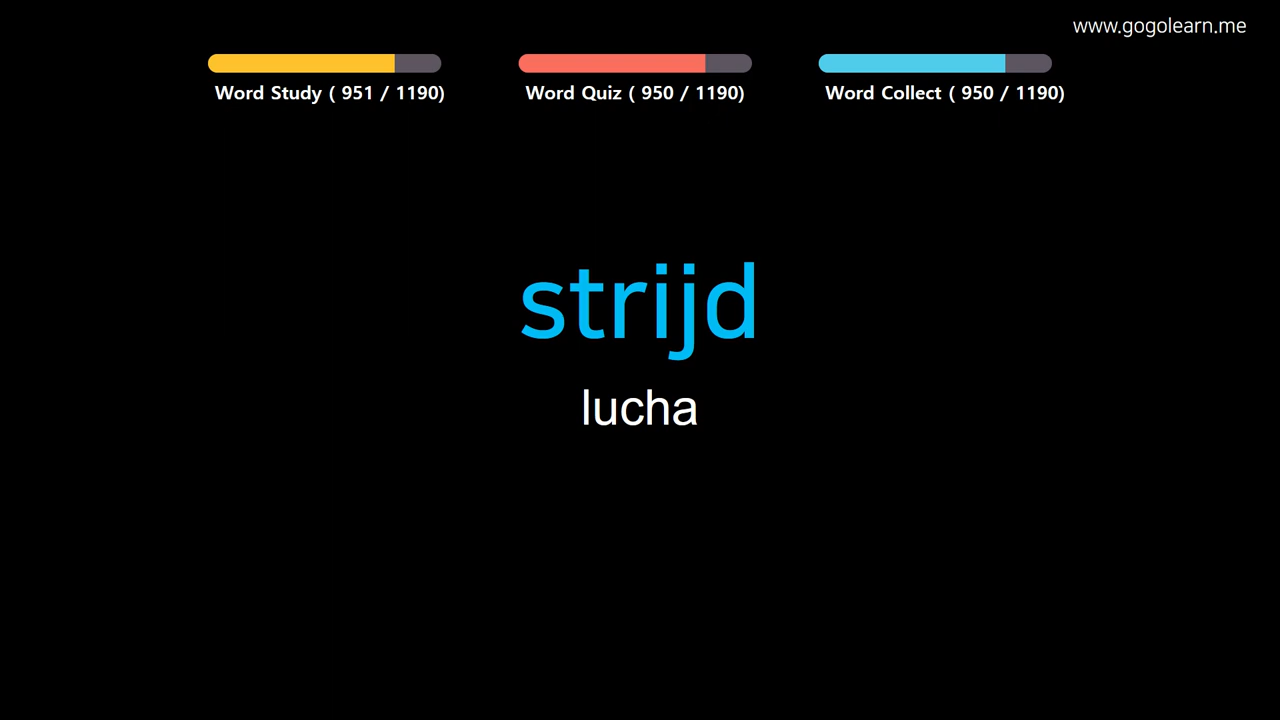 www.gogolearn.me
Word Study ( 951 / 1190)
Word Quiz ( 950 / 1190)
Word Collect ( 950 / 1190)
strijd
lucha